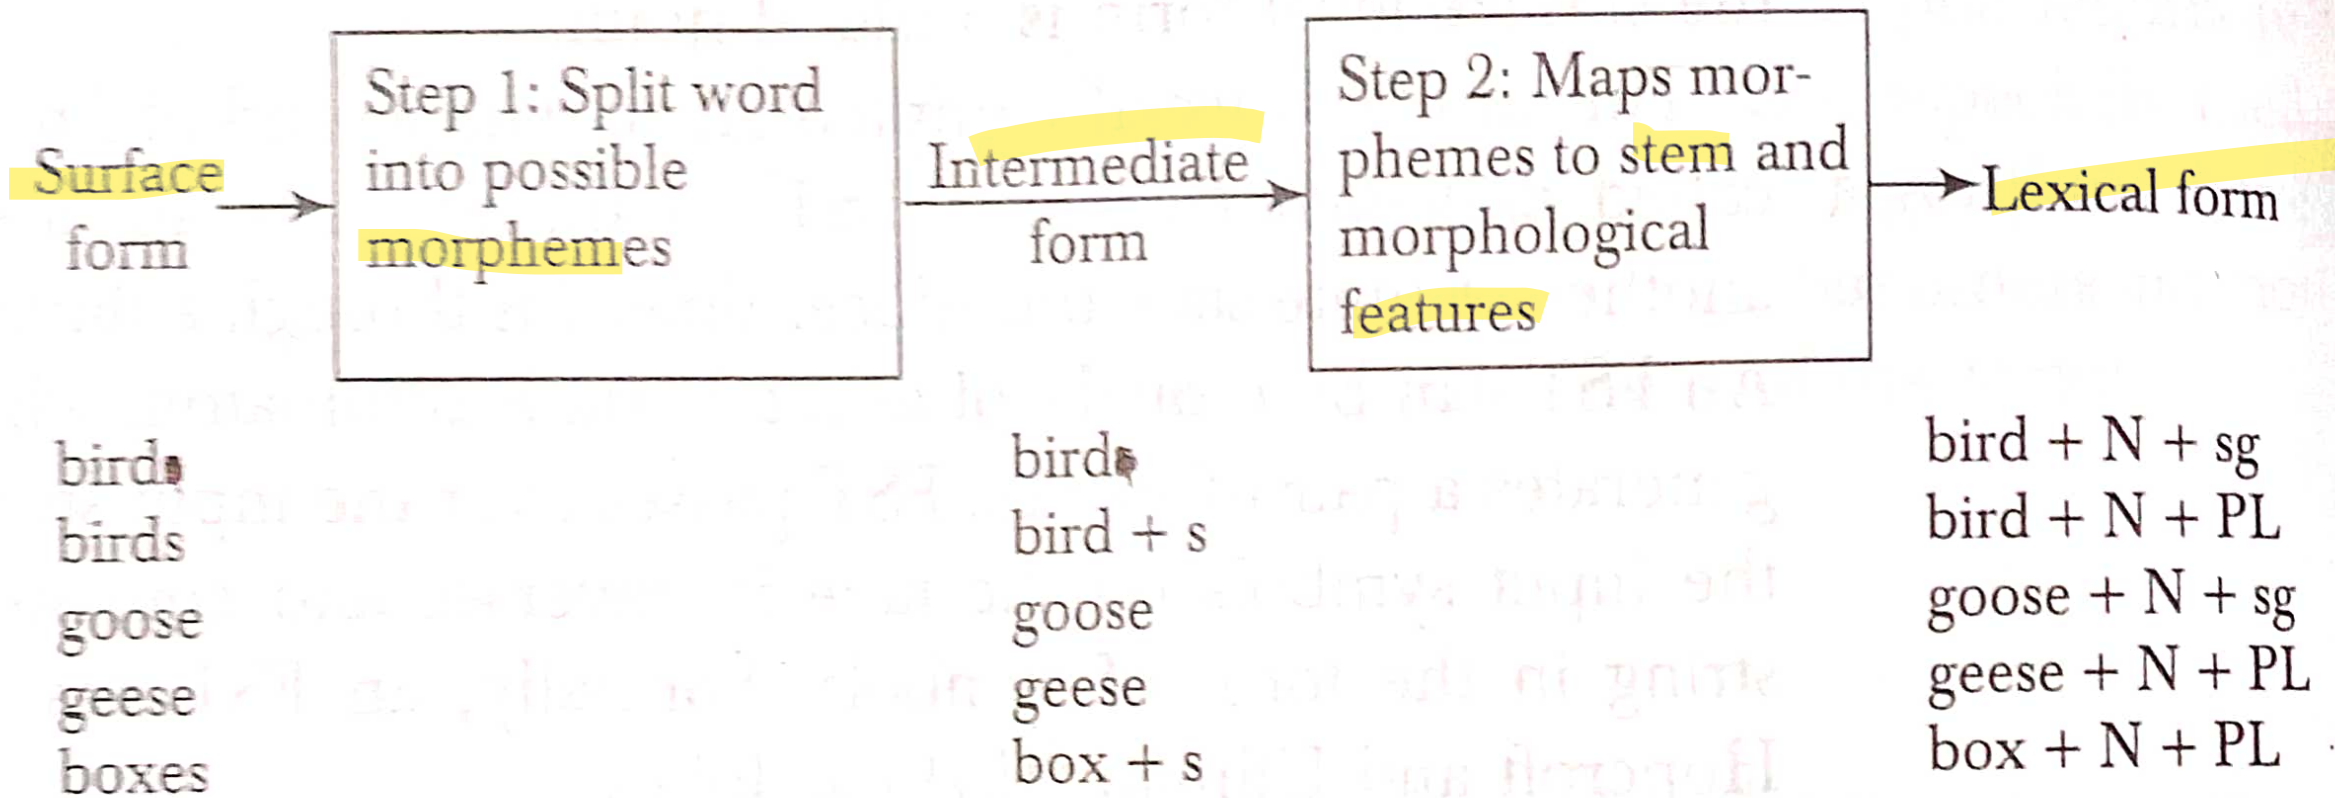 Surface
form
Step 1: Split word
into possible
morphemes
Intermediate
form
Step 2: Maps mor-
phemes to stem and
morphological
features
Lexical form
bird
bird
bird + N + sg
birds
bird + s
bird + N + PL
goose
goose
goose + N + sg
geese
geese
geese + N + PL
boxes
box + s
box + N + PL